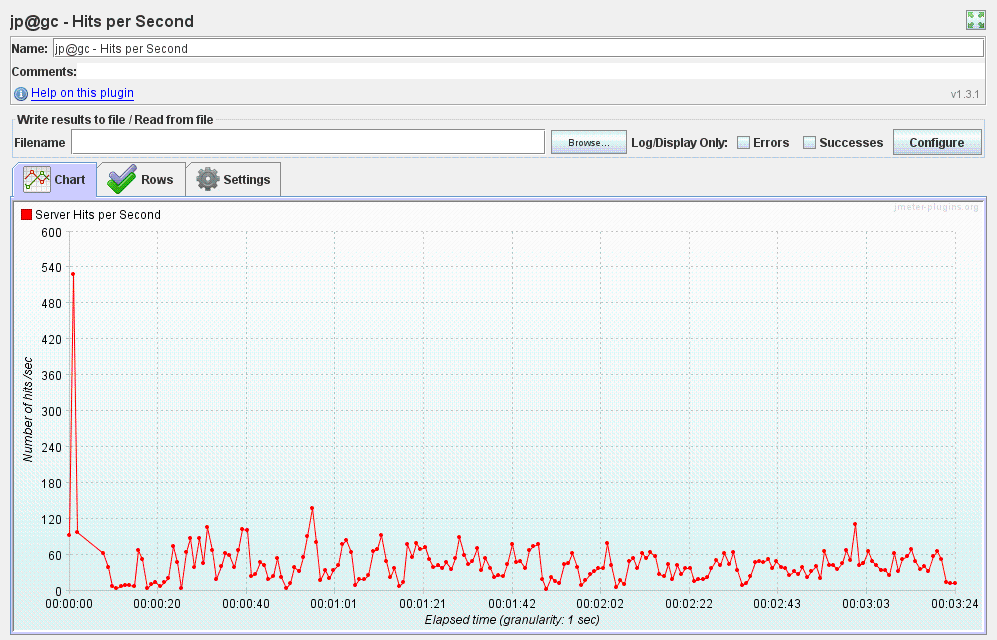 jp@gc - Hits per Second
Name: jp@gc - Hits per Second
Comments:
Help on this plugin
v1.3.1
Write results to file / Read from file
Filename Browse... Log/Display Only: Errors Successes Configure
Chart Rows Settings
Server Hits per Second
jmeter-plugins.org
600
540
480
420
360
300
240
180
120
60
0
Number of hits /sec
00:00:00 00:00:20 00:00:40 00:01:01 00:01:21 00:01:42 00:02:02 00:02:22 00:02:43 00:03:03 00:03:24
Elapsed time (granularity: 1 sec)